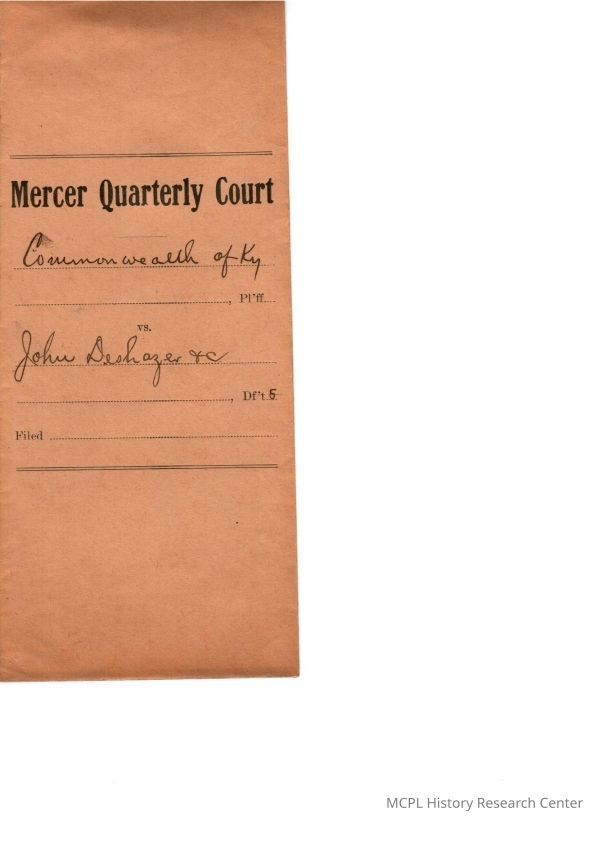 Mercer Quarterly Court
Commonwealth of Ky
, Pl'ff.
vs.
John Deshazer &c
, Df't.s
Filed
MCPL History Research Center